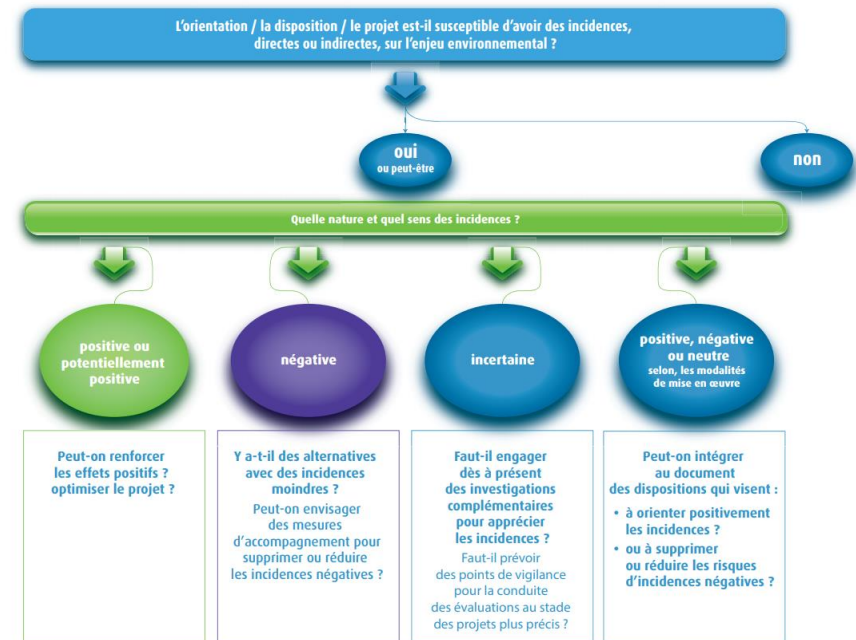 L'orientation / la disposition / le projet est-il susceptible d'avoir des incidences,
directes ou indirectes, sur l'enjeu environnemental ?
oui
ou peut-être
non
Quelle nature et quel sens des incidences ?
positive ou
potentiellement
positive
négative
incertaine
positive, négative
ou neutre
selon, les modalités
de mise en œuvre
Peut-on renforcer
les effets positifs ?
optimiser le projet ?
Y a-t-il des alternatives
avec des incidences
moindres ?
Peut-on envisager
des mesures
d'accompagnement pour
supprimer ou réduire
les incidences négatives ?
Faut-il engager
dès à présent
des investigations
complémentaires
pour apprécier
les incidences ?
Faut-il prévoir
des points de vigilance
pour la conduite
des évaluations au stade
des projets plus précis ?
Peut-on intégrer
au document
des dispositions qui visent :
• à orienter positivement
les incidences ?
• ou à supprimer
ou réduire les risques
d'incidences négatives ?